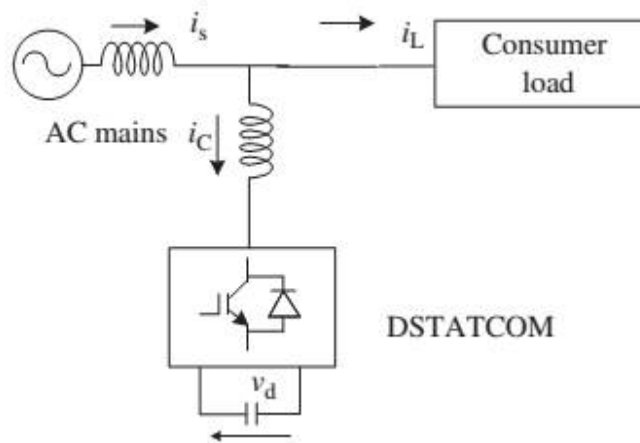 i_s
i_L
Consumer
load
AC mains
i_C
DSTATCOM
v_d